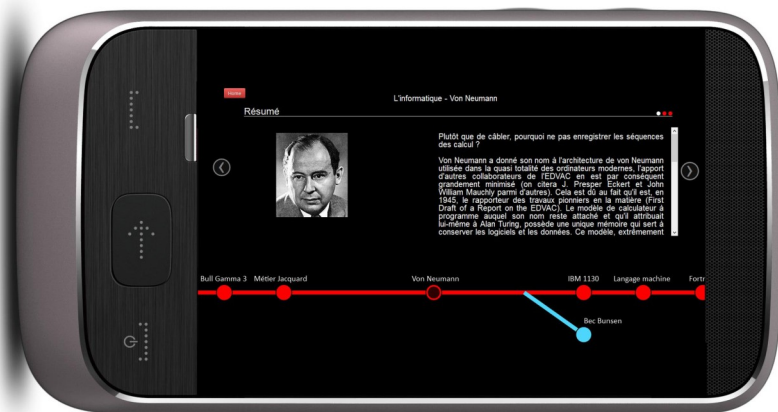 Home
L'informatique - Von Neumann
Résumé
Plutôt que de câbler, pourquoi ne pas enregistrer les séquences
des calcul ?
Von Neumann a donné son nom à l'architecture de von Neumann
utilisée dans la quasi totalité des ordinateurs modernes, l'apport
d'autres collaborateurs de l'EDVAC en est par conséquent
grandement minimisé (on citera J. Presper Eckert et John
William Mauchly parmi d'autres). Cela est dû au fait qu'il est, en
1945, le rapporteur des travaux pionniers en la matière (First
Draft of a Report on the EDVAC). Le modèle de calculateur à
programme auquel son nom reste attaché et qu'il attribuait
lui-même à Alan Turing, possède une unique mémoire qui sert à
conserver les logiciels et les données. Ce modèle, extrêmement
Bull Gamma 3 Métier Jacquard Von Neumann IBM 1130 Langage machine Fortr
Bec Bunsen